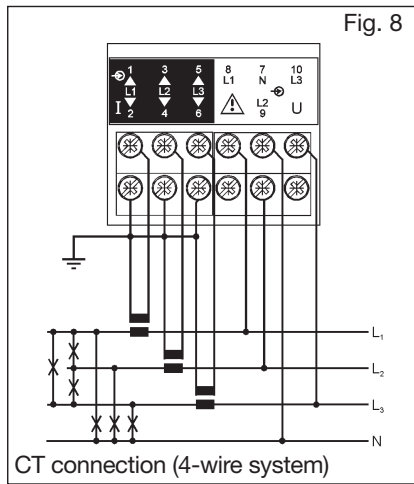 Fig. 8
1 3 5 8 7 10
L1 N L3
L1 L2 L3
I L2 U
2 4 6 9
L1
L2
L3
N
CT connection (4-wire system)